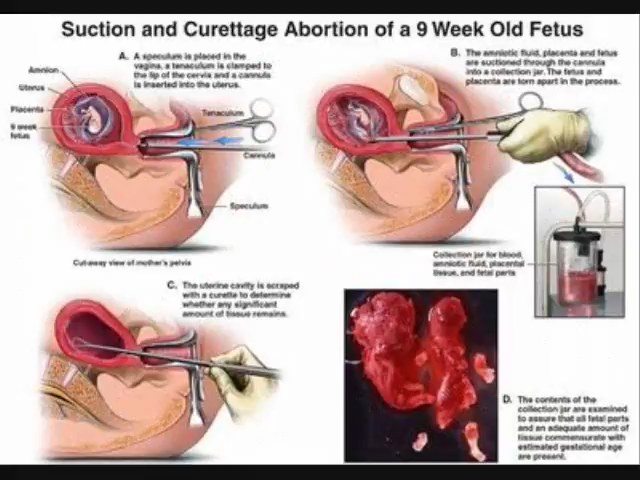 Suction and Curettage Abortion of a 9 Week Old Fetus
A. A speculum is placed in the
vagina, a tenaculum is clamped to
the lip of the cervix and a cannula
is inserted into the uterus.
Amnion
Uterus
Placenta
9 week
fetus
Tenaculum
Cannula
Speculum
Cut-away view of mother's pelvis
B. The amniotic fluid, placenta and fetus
are suctioned through the cannula
into a collection jar. The fetus and
placenta are torn apart in the process.
Collection jar for blood,
amniotic fluid, placental
tissue, and fetal parts
C. The uterine cavity is scraped
with a curette to determine
whether any significant
amount of tissue remains.
D. The contents of the
collection jar are examined
to assure that all fetal parts
and an adequate amount of
tissue commensurate with
estimated gestational age
are present.